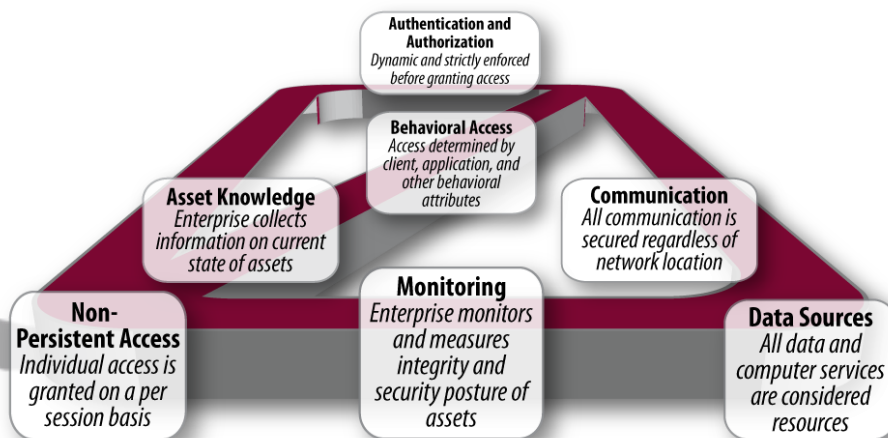 Authentication and
Authorization
Dynamic and strictly enforced
before granting access
Behavioral Access
Access determined by
client, application, and
other behavioral
attributes
Asset Knowledge
Enterprise collects
information on current
state of assets
Communication
All communication is
secured regardless of
network location
Non-
Persistent Access
Individual access is
granted on a per
session basis
Monitoring
Enterprise monitors
and measures
integrity and
security posture of
assets
Data Sources
All data and
computer services
are considered
resources